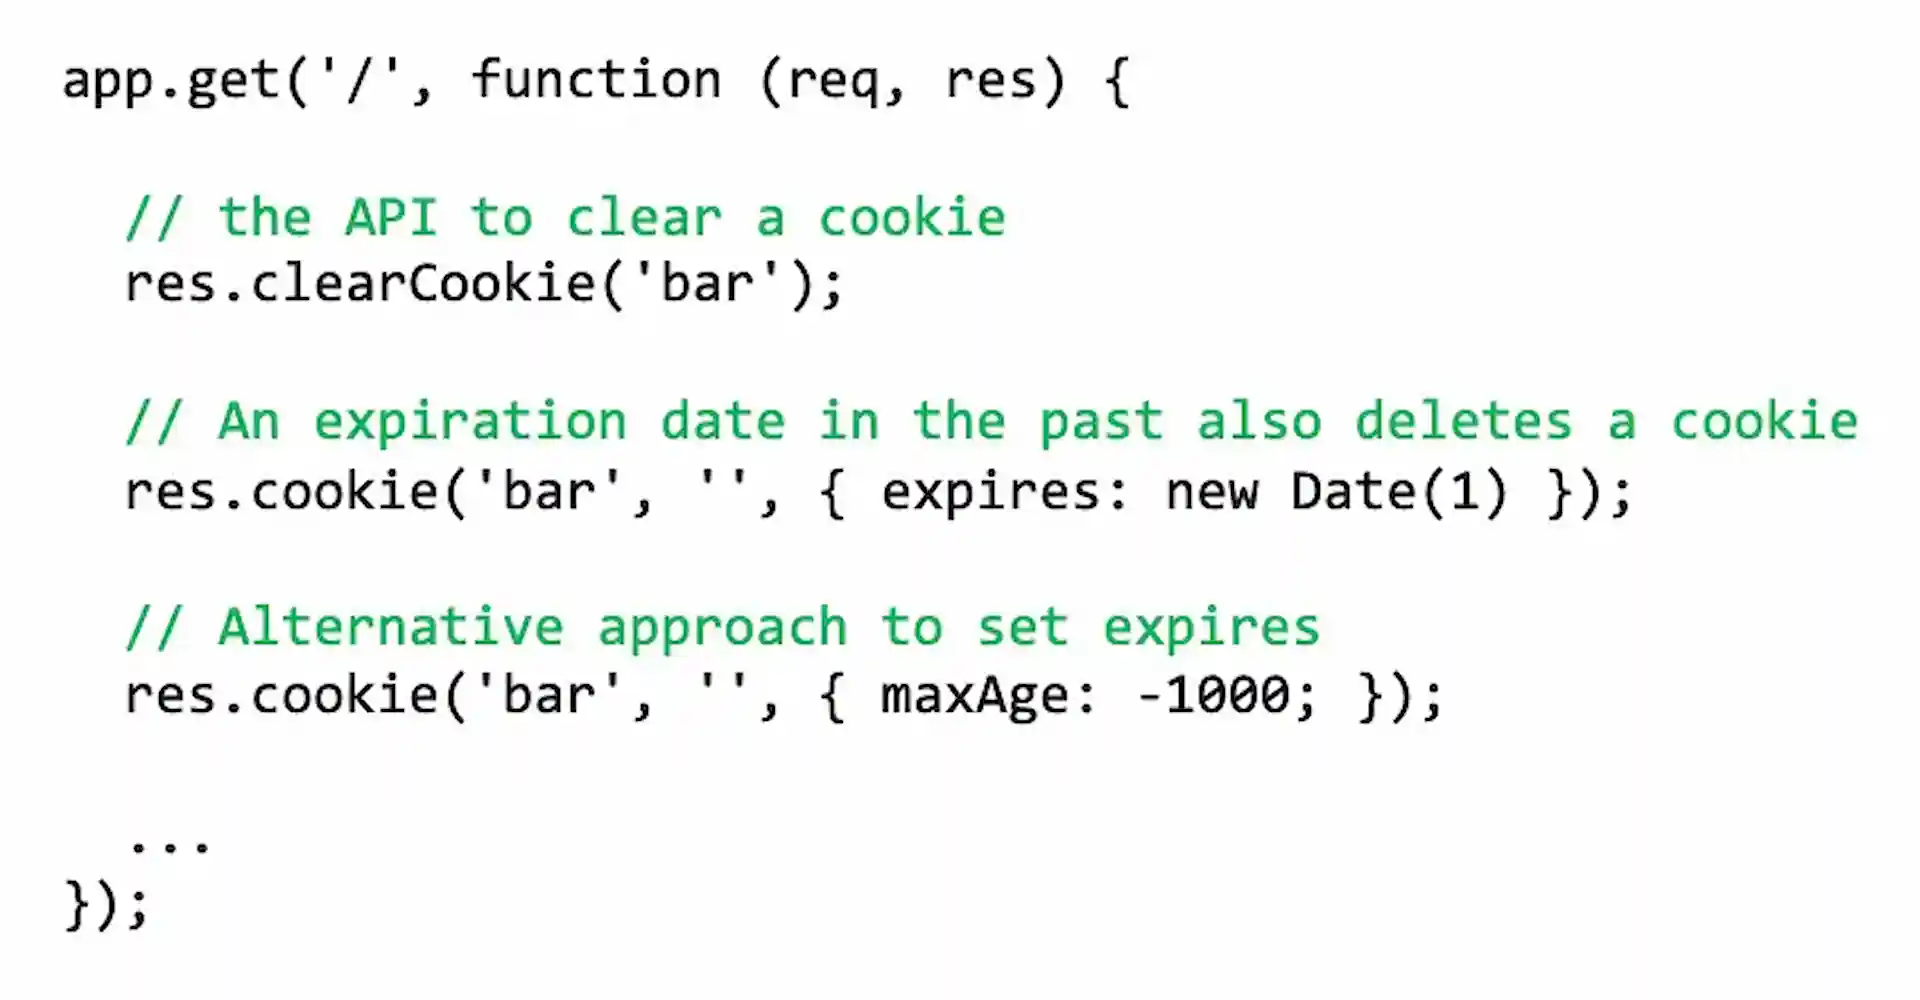 app.get('/', function (req, res) {
// the API to clear a cookie
res.clearCookie('bar');
// An expiration date in the past also deletes a cookie
res.cookie('bar', '', { expires: new Date(1) });
// Alternative approach to set expires
res.cookie('bar', '', { maxAge: -1000; });
...
});